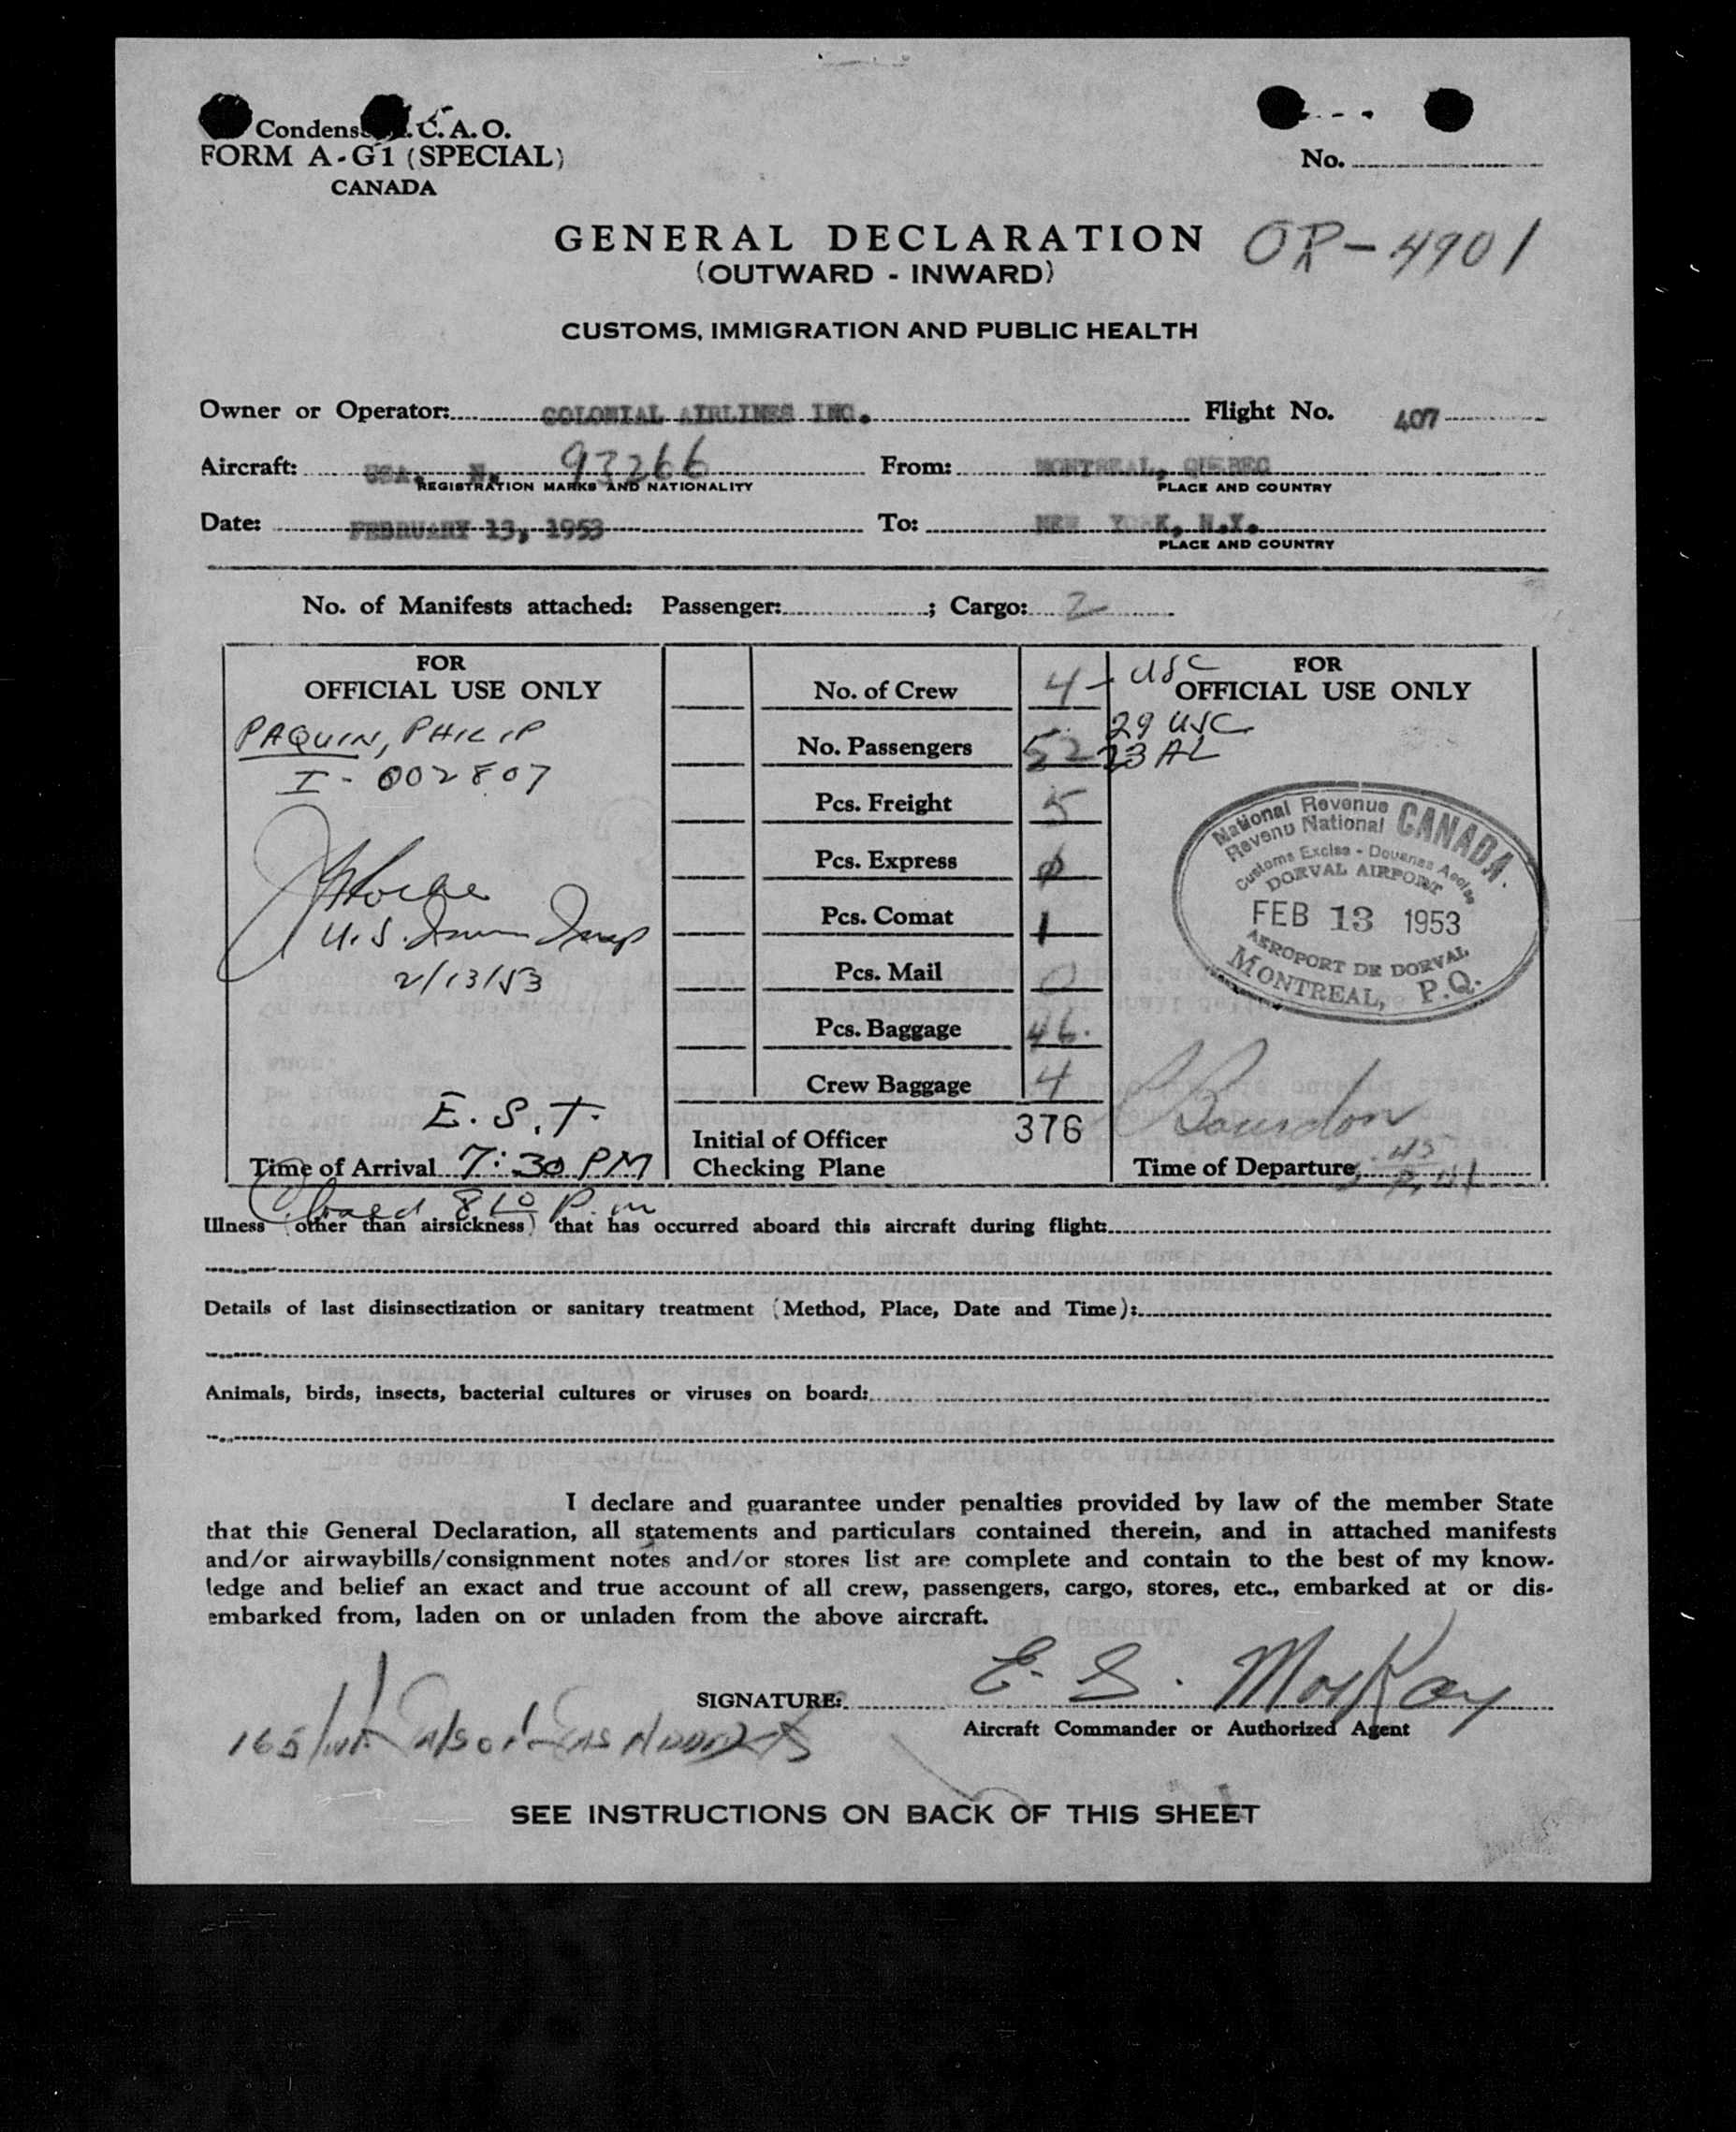 Condens C.A.O.
FORM A-G1 (SPECIAL)
CANADA
No.
GENERAL DECLARATION
OR-4901
(OUTWARD - INWARD)
CUSTOMS, IMMIGRATION AND PUBLIC HEALTH
Owner or Operator: COLONIAL AIRLINES INC. Flight No. 407
Aircraft: USA. N. 93266 From: MONTREAL, QUEBEC
REGISTRATION MARKS AND NATIONALITY PLACE AND COUNTRY
Date: FEBRUARY 13, 1953 To: NEW YORK, N.Y.
PLACE AND COUNTRY
No. of Manifests attached: Passenger: ; Cargo: 2
FOR
OFFICIAL USE ONLY
PAQUIN, PHILIP
I-002807
U.S. Imm Insp
2/13/53
E.S.T.
Time of Arrival 7:30 PM
Closed 8 10 P.m
No. of Crew 4 - USC
No. Passengers 52 29 USC
23 AL
Pcs. Freight 5
Pcs. Express 0
Pcs. Comat 1
Pcs. Mail 0
Pcs. Baggage 46.
Crew Baggage 4
Initial of Officer 376
Checking Plane
FOR
OFFICIAL USE ONLY
National Revenue CANADA.
Revenu National
Customs Excise - Douanes Accise
DORVAL AIRPORT
FEB 13 1953
AEROPORT DE DORVAL
MONTREAL, P.Q.
Bourdon
Time of Departure 45
Illness (other than airsickness) that has occurred aboard this aircraft during flight:
Details of last disinsectization or sanitary treatment (Method, Place, Date and Time):
Animals, birds, insects, bacterial cultures or viruses on board:
I declare and guarantee under penalties provided by law of the member State
that this General Declaration, all statements and particulars contained therein, and in attached manifests
and/or airwaybills/consignment notes and/or stores list are complete and contain to the best of my know-
ledge and belief an exact and true account of all crew, passengers, cargo, stores, etc., embarked at or dis-
embarked from, laden on or unladen from the above aircraft.
SIGNATURE: E. S. MacKay
Aircraft Commander or Authorized Agent
SEE INSTRUCTIONS ON BACK OF THIS SHEET